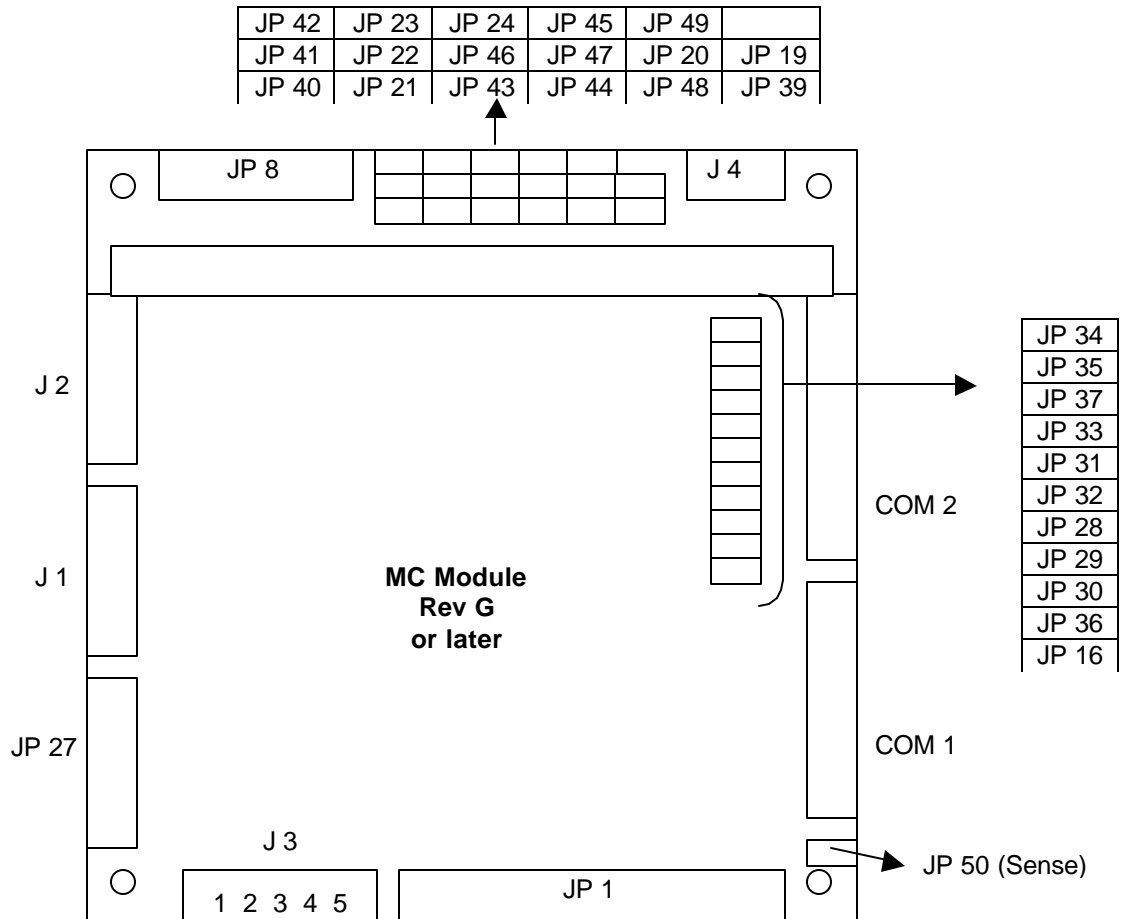 JP 42 JP 23 JP 24 JP 45 JP 49
JP 41 JP 22 JP 46 JP 47 JP 20 JP 19
JP 40 JP 21 JP 43 JP 44 JP 48 JP 39
JP 8
J 4
J 2
J 1
JP 27
MC Module
Rev G
or later
JP 34
JP 35
JP 37
JP 33
JP 31
JP 32
JP 28
JP 29
JP 30
JP 36
JP 16
COM 2
COM 1
J 3
1 2 3 4 5
JP 1
JP 50 (Sense)